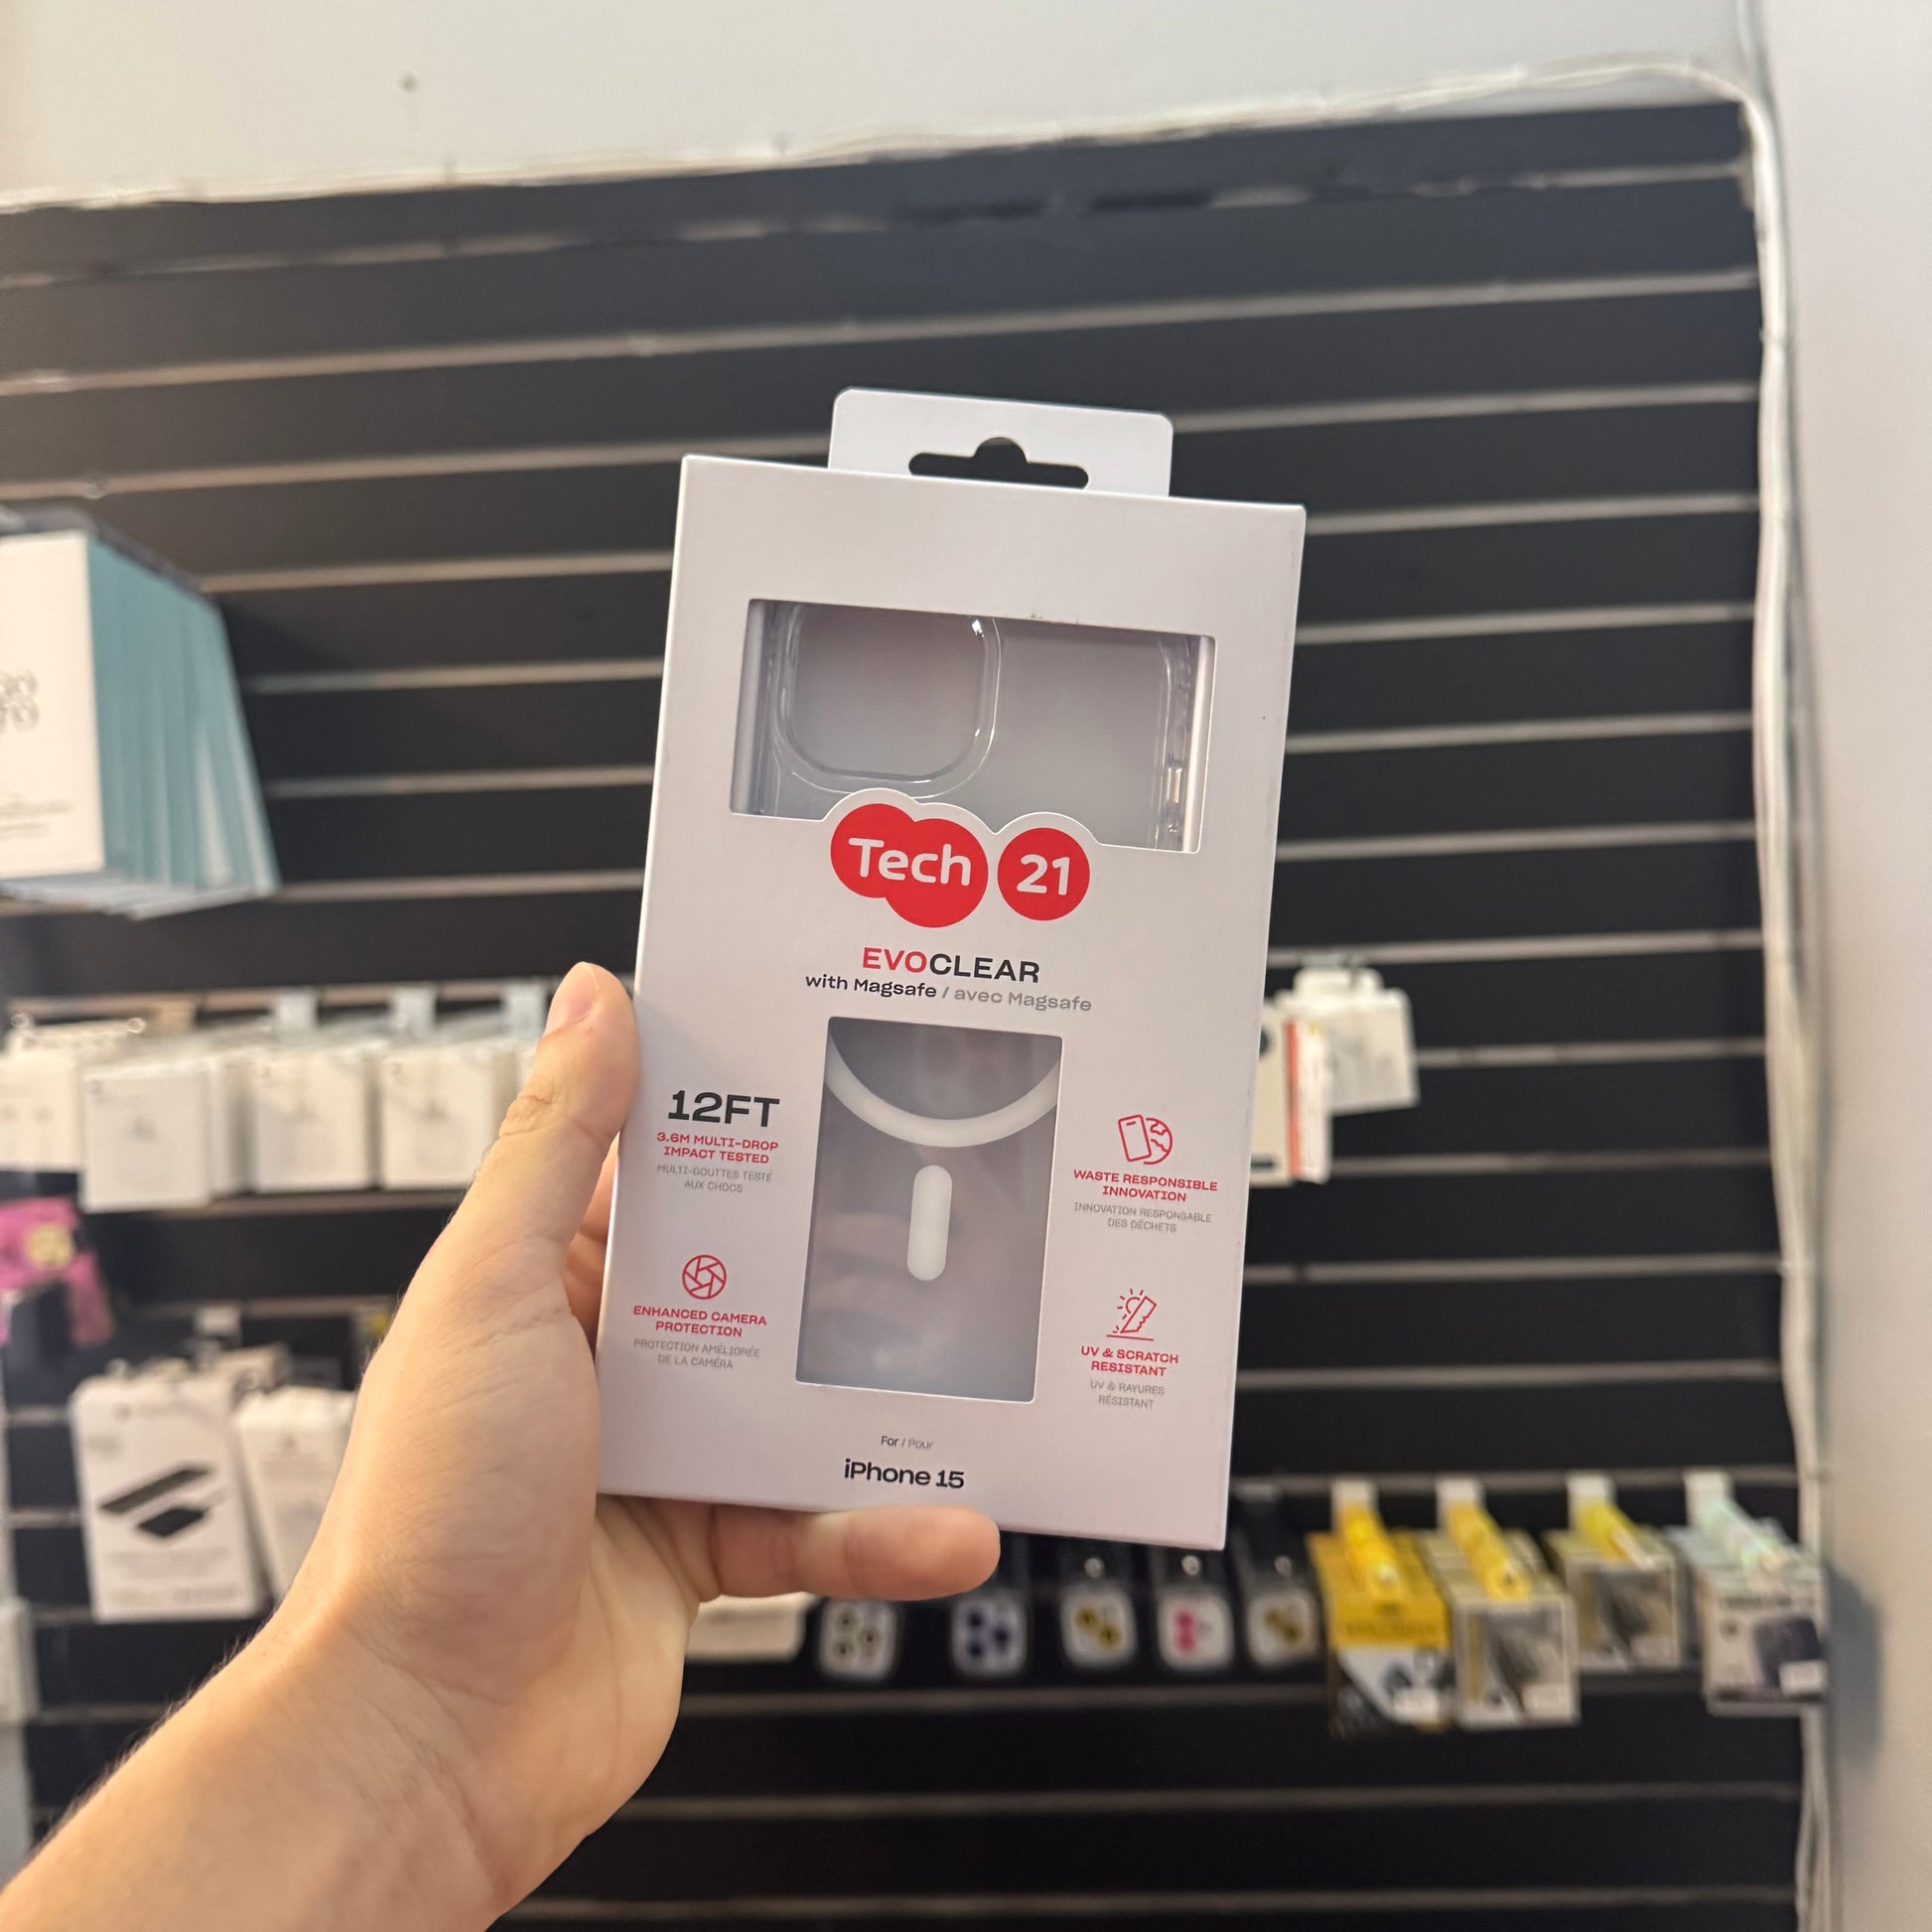 Tech 21
EVOCLEAR
with Magsafe / avec Magsafe
12FT
3.6M MULTI-DROP
IMPACT TESTED
MULTI-GOUTTES TESTÉ
AUX CHOCS
WASTE RESPONSIBLE
INNOVATION
INNOVATION RESPONSABLE
DES DÉCHETS
ENHANCED CAMERA
PROTECTION
PROTECTION AMÉLIORÉE
DE LA CAMÉRA
UV & SCRATCH
RESISTANT
UV & RAYURES
RÉSISTANT
For / Pour
iPhone 15